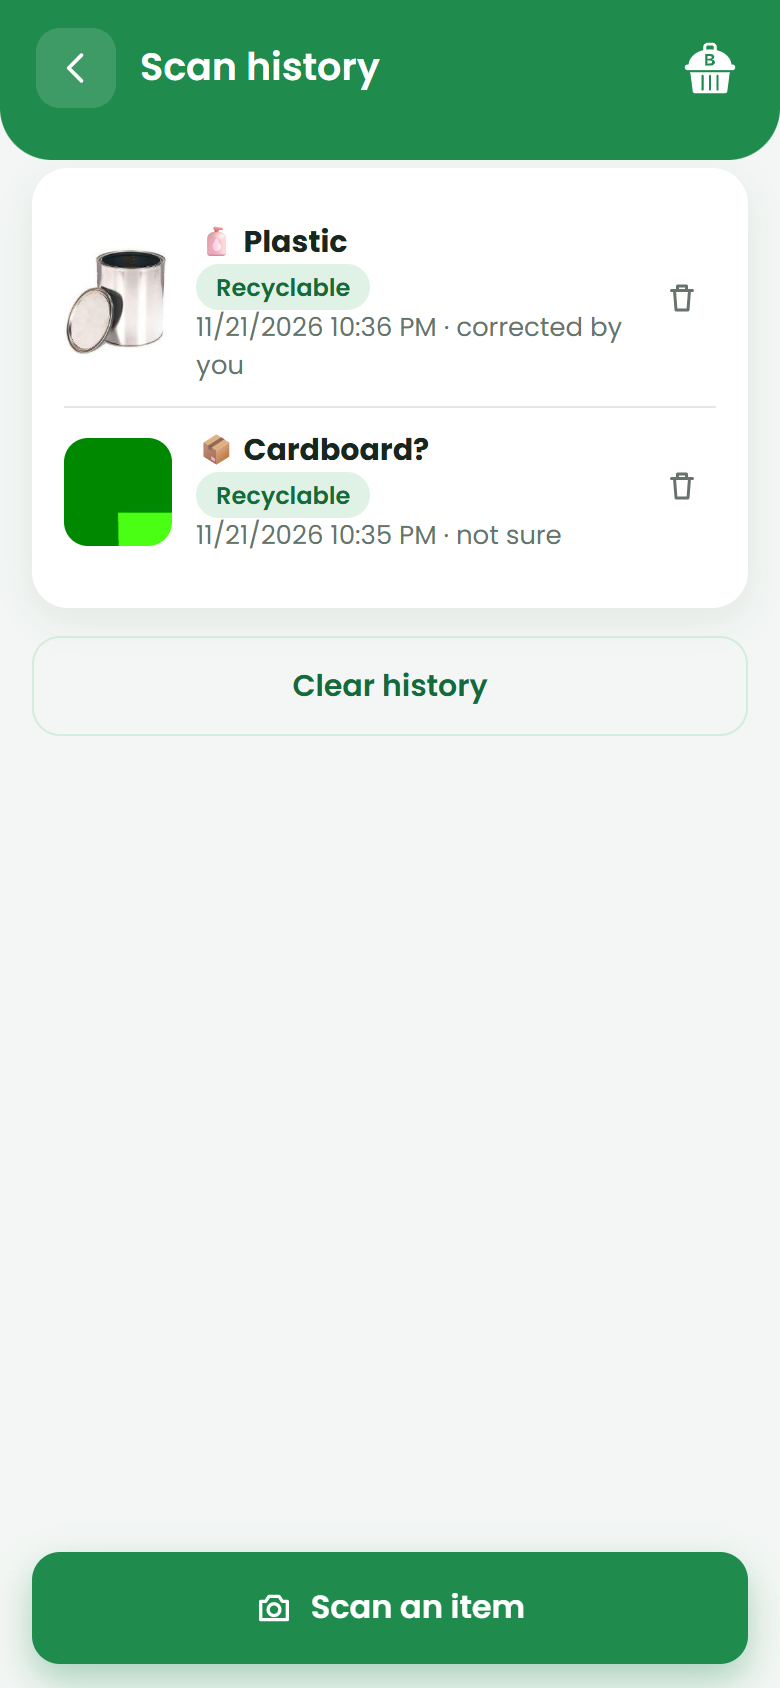 Scan history
B
Plastic
Recyclable
11/21/2026 10:36 PM · corrected by
you
Cardboard?
Recyclable
11/21/2026 10:35 PM · not sure
Clear history
Scan an item